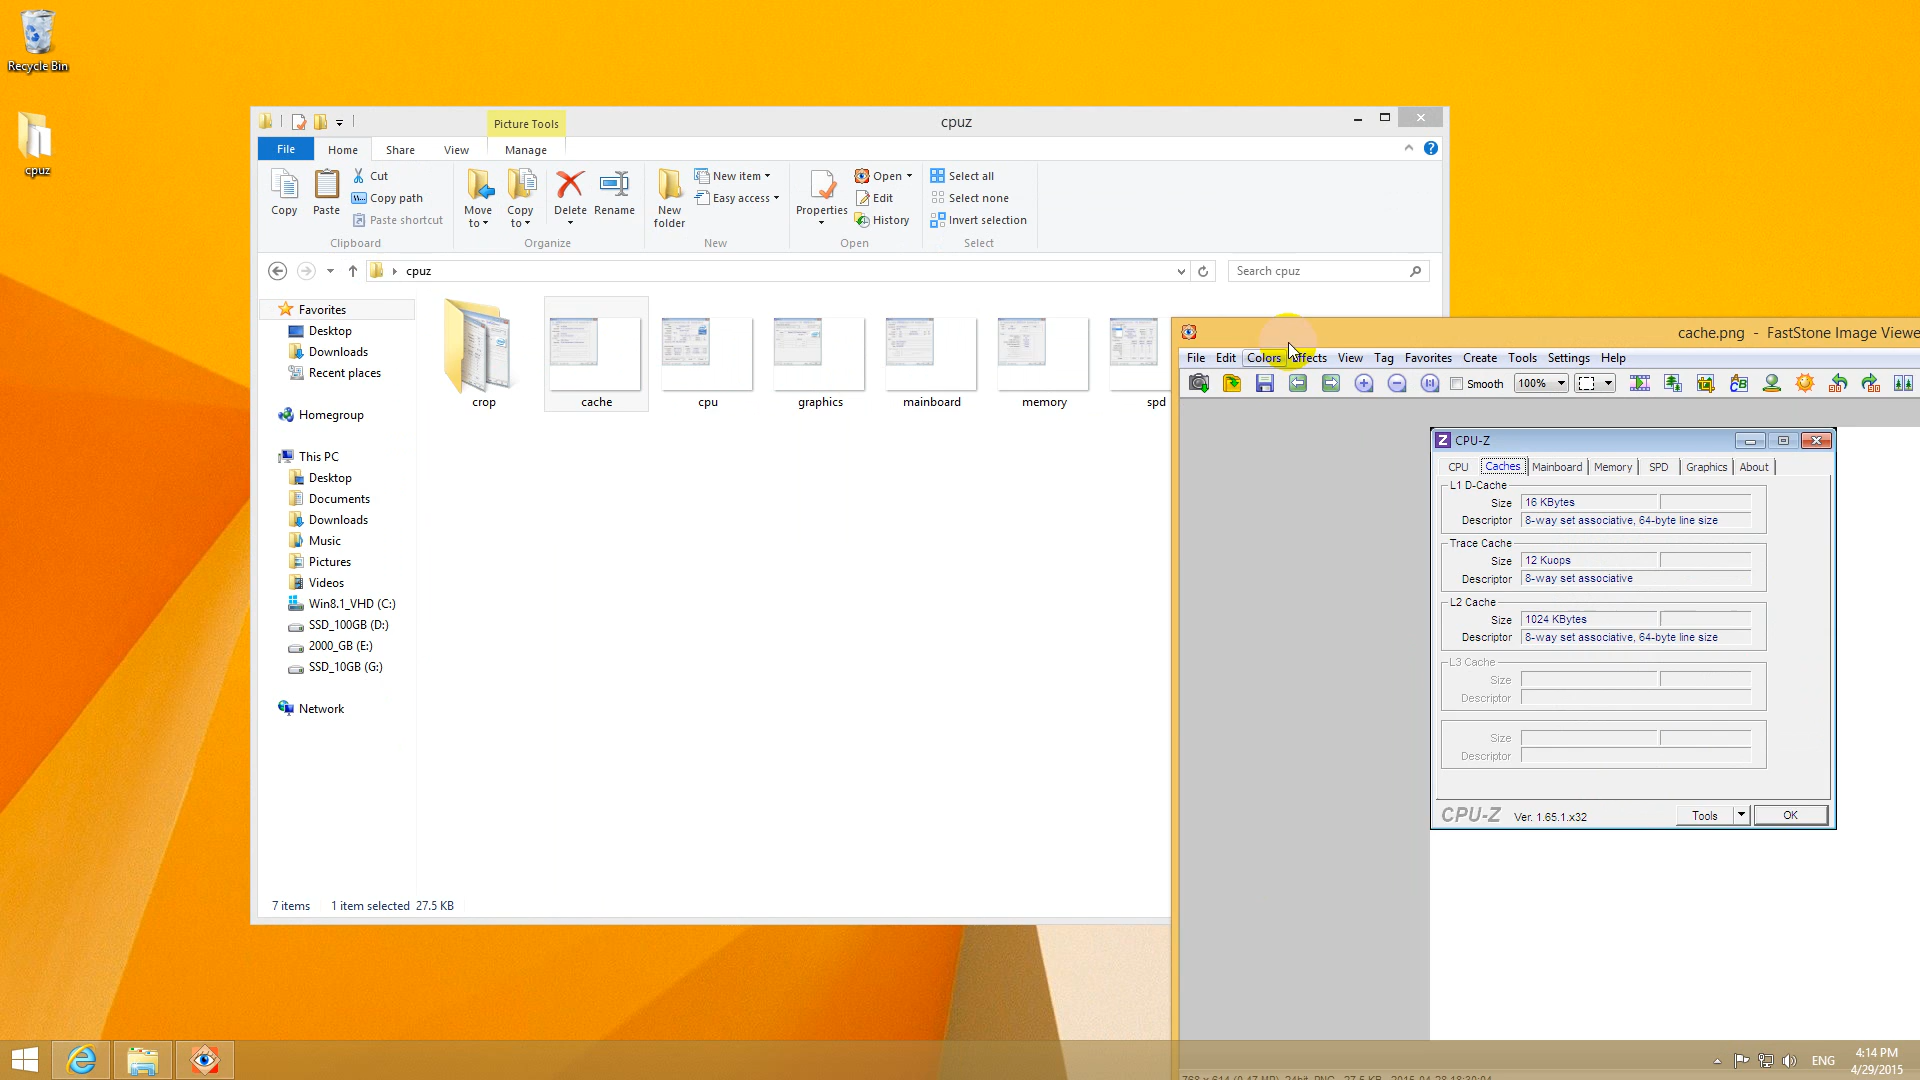 Recycle Bin
cpuz
Picture Tools
cpuz
File
Home
Share
View
Manage
Copy
Paste
Cut
Copy path
Paste shortcut
Clipboard
Move to
Copy to
Delete
Rename
Organize
New folder
New item
Easy access
New
Properties
Open
Edit
History
Open
Select all
Select none
Invert selection
Select
cpuz
Search cpuz
Favorites
Desktop
Downloads
Recent places
Homegroup
This PC
Desktop
Documents
Downloads
Music
Pictures
Videos
Win8.1_VHD (C:)
SSD_100GB (D:)
2000_GB (E:)
SSD_10GB (G:)
Network
crop
cache
cpu
graphics
mainboard
memory
spd
7 items 1 item selected 27.5 KB
cache.png - FastStone Image Viewe
File Edit Colors Effects View Tag Favorites Create Tools Settings Help
Smooth 100%
CPU-Z
CPU Caches Mainboard Memory SPD Graphics About
L1 D-Cache
Size 16 KBytes
Descriptor 8-way set associative, 64-byte line size
Trace Cache
Size 12 Kuops
Descriptor 8-way set associative
L2 Cache
Size 1024 KBytes
Descriptor 8-way set associative, 64-byte line size
L3 Cache
Size
Descriptor
Size
Descriptor
CPU-Z Ver. 1.65.1.x32 Tools OK
ENG
4:14 PM
4/29/2015